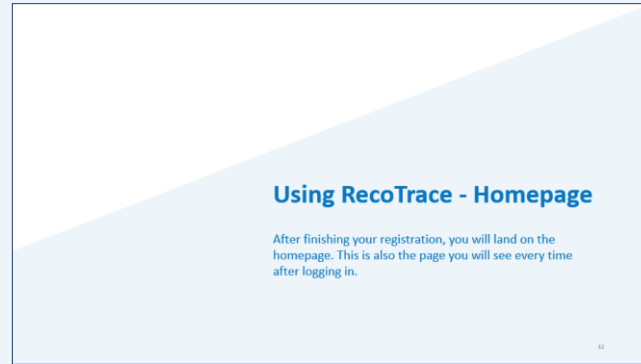 Using RecoTrace - Homepage
After finishing your registration, you will land on the
homepage. This is also the page you will see every time
after logging in.